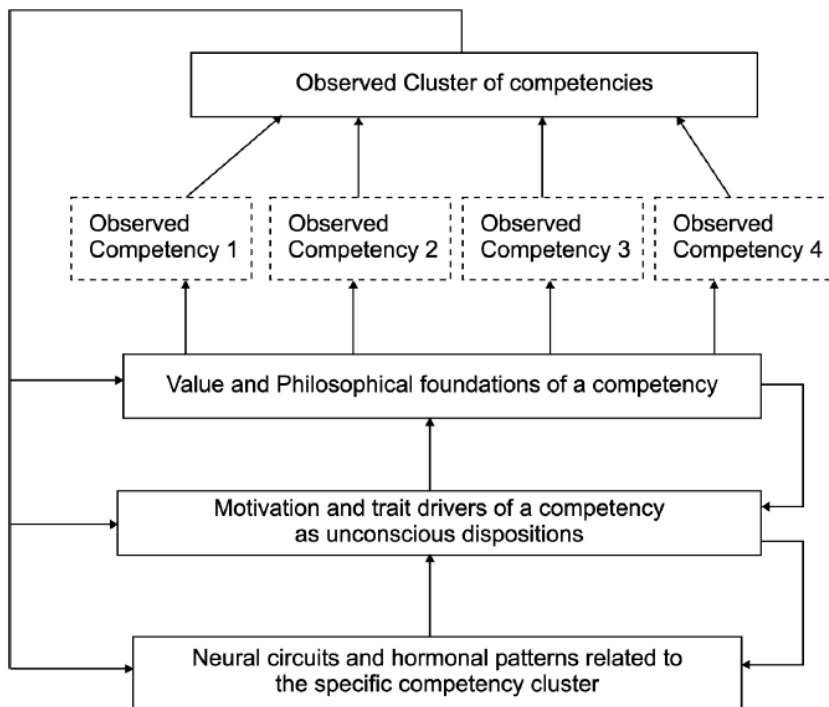 Observed Cluster of competencies
Observed
Competency 1
Observed
Competency 2
Observed
Competency 3
Observed
Competency 4
Value and Philosophical foundations of a competency
Motivation and trait drivers of a competency
as unconscious dispositions
Neural circuits and hormonal patterns related to
the specific competency cluster